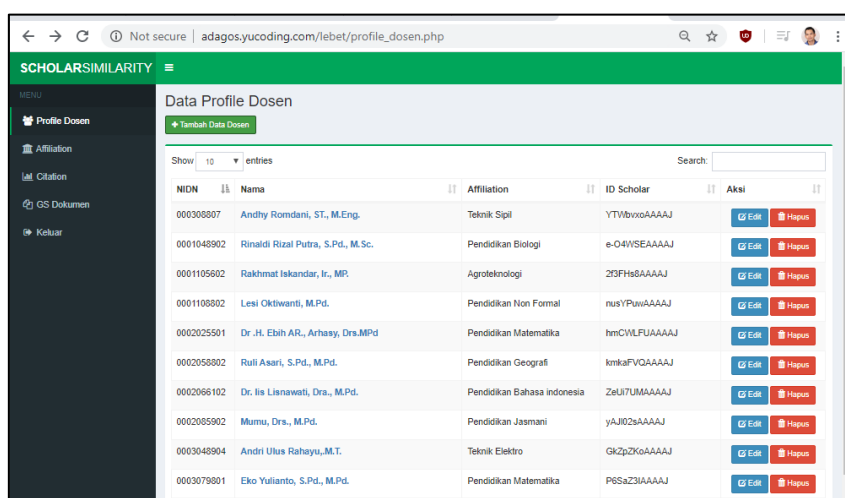 Not secure | adagos.yucoding.com/lebet/profile_dosen.php
SCHOLARSIMILARITY
MENU
Profile Dosen
Affiliation
Citation
GS Dokumen
Keluar
Data Profile Dosen
+ Tambah Data Dosen
Show 10 entries Search:
NIDN Nama Affiliation ID Scholar Aksi
000308807 Andhy Romdani, ST., M.Eng. Teknik Sipil YTWbvxoAAAAJ Edit Hapus
0001048902 Rinaldi Rizal Putra, S.Pd., M.Sc. Pendidikan Biologi e-O4WSEAAAAJ Edit Hapus
0001105602 Rakhmat Iskandar, Ir., MP. Agroteknologi 2f3FHs8AAAAJ Edit Hapus
0001108802 Lesi Oktiwanti, M.Pd. Pendidikan Non Formal nusYPuwAAAAJ Edit Hapus
0002025501 Dr .H. Ebih AR., Arhasy, Drs.MPd Pendidikan Matematika hmCWLFUAAAAJ Edit Hapus
0002058802 Ruli Asari, S.Pd., M.Pd. Pendidikan Geografi kmkaFVQAAAAJ Edit Hapus
0002066102 Dr. Iis Lisnawati, Dra., M.Pd. Pendidikan Bahasa indonesia ZeUi7UMAAAAJ Edit Hapus
0002085902 Mumu, Drs., M.Pd. Pendidikan Jasmani yAJI02sAAAAJ Edit Hapus
0003048904 Andri Ulus Rahayu,.M.T. Teknik Elektro GkZpZKoAAAAJ Edit Hapus
0003079801 Eko Yulianto, S.Pd., M.Pd. Pendidikan Matematika P6SaZ3IAAAAJ Edit Hapus